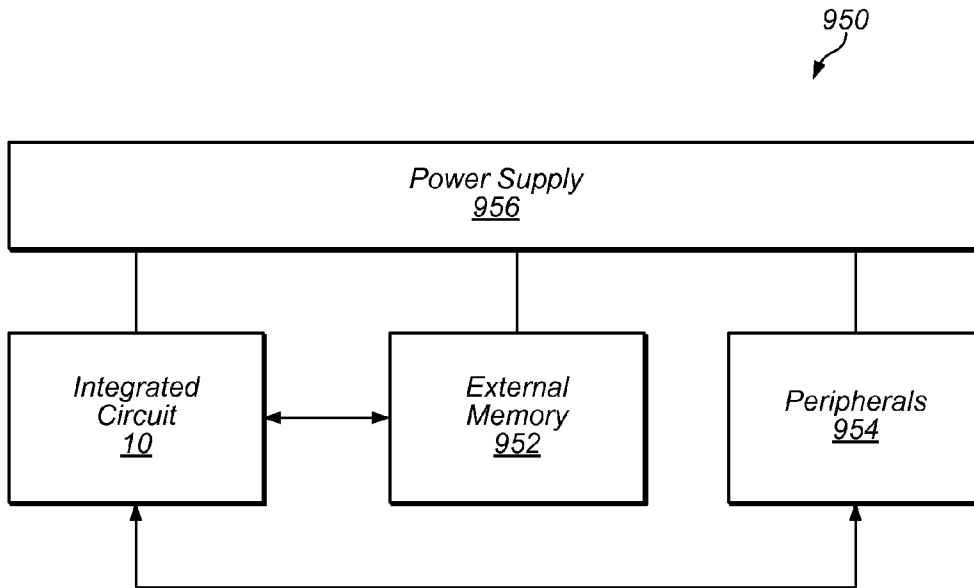 950
Power Supply
956
Integrated
Circuit
10
External
Memory
952
Peripherals
954